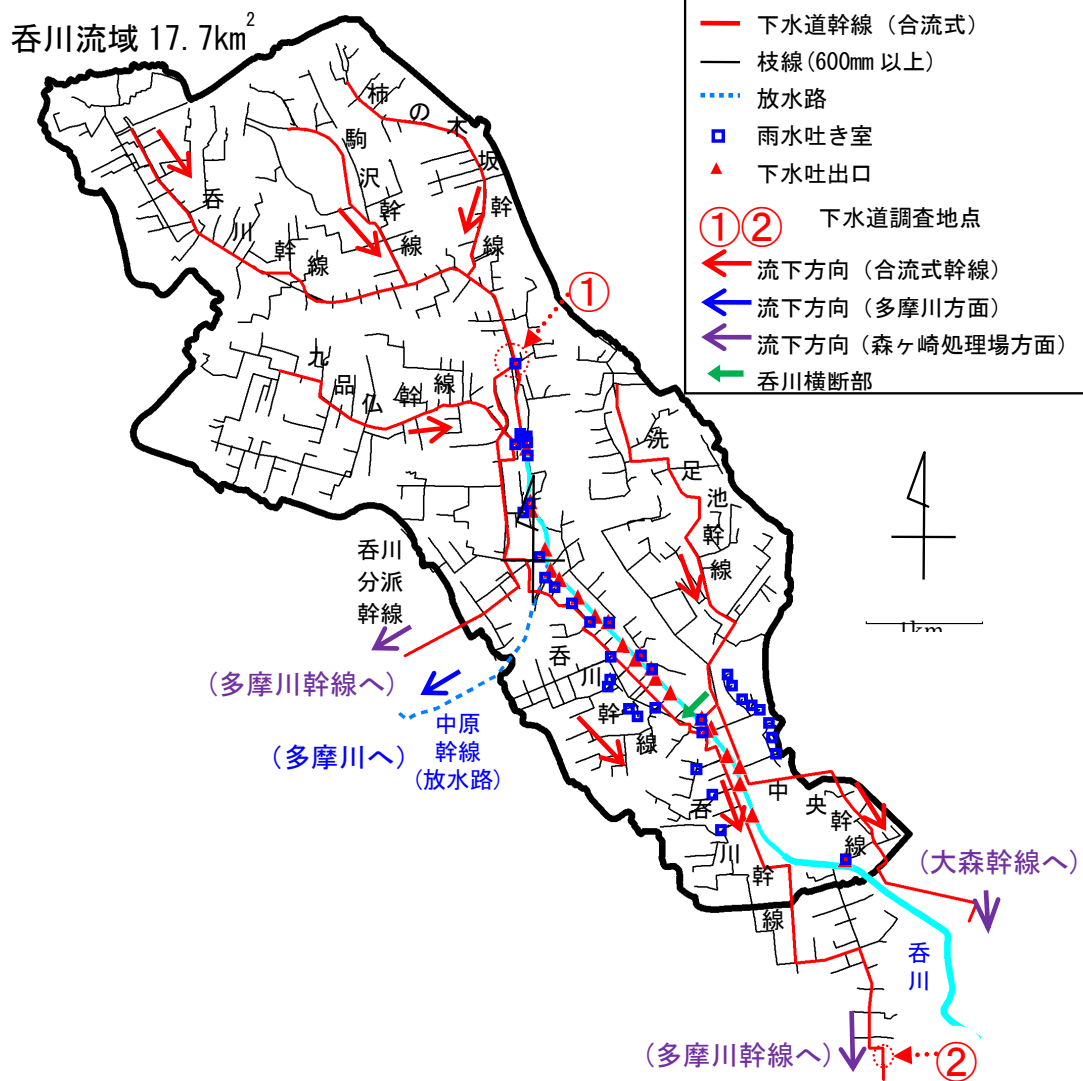 呑川流域 17.7km²
下水道幹線（合流式）
枝線(600mm 以上)
放水路
雨水吐き室
下水吐出口
①② 下水道調査地点
流下方向（合流式幹線）
流下方向（多摩川方面）
流下方向（森ヶ崎処理場方面）
呑川横断部
柿の木坂幹線
駒沢幹線
呑川幹線
①
九品仏幹線
洗足池幹線
呑川
分派
幹線
1km
（多摩川幹線へ）
呑川幹線
（多摩川へ）
中原
幹線
(放水路)
中央幹線
呑川幹線
（大森幹線へ）
呑川
（多摩川幹線へ）
②